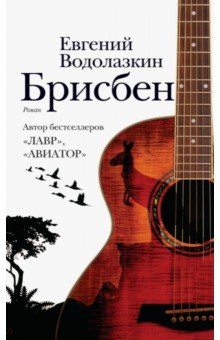 Евгений
Водолазкин
Брисбен
Роман
Автор бестселлеров
«ЛАВР»,
«АВИАТОР»